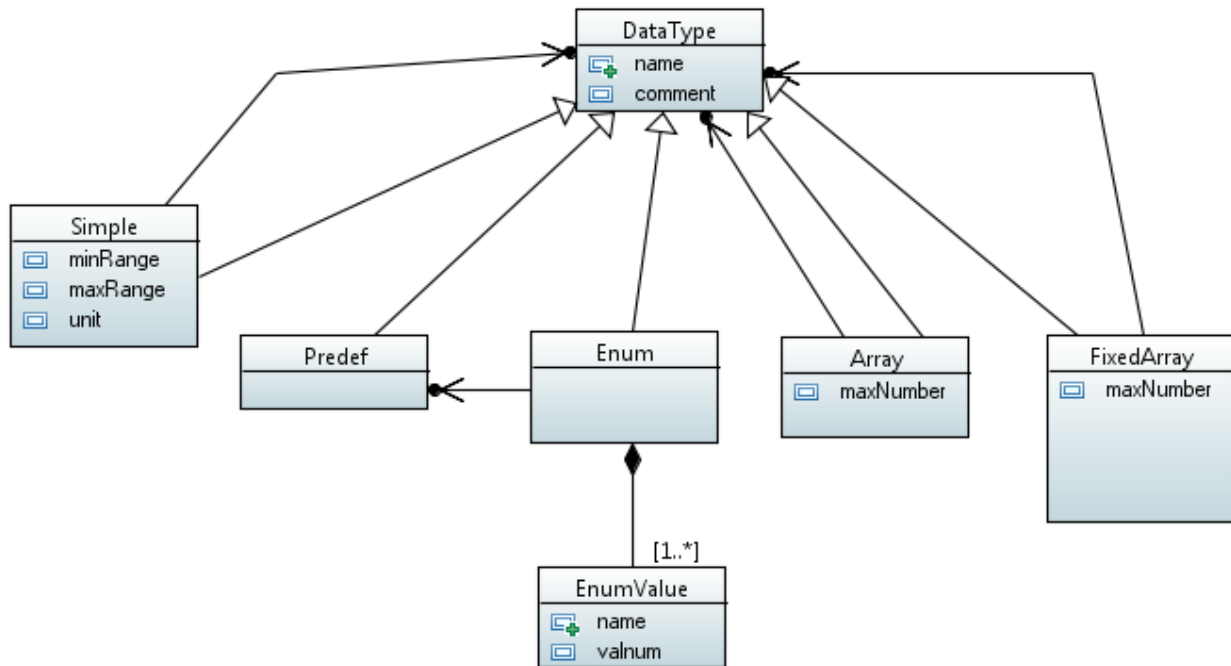 DataType
name
comment
Simple
minRange
maxRange
unit
Predef
Enum
Array
maxNumber
FixedArray
maxNumber
[1..*]
EnumValue
name
valnum